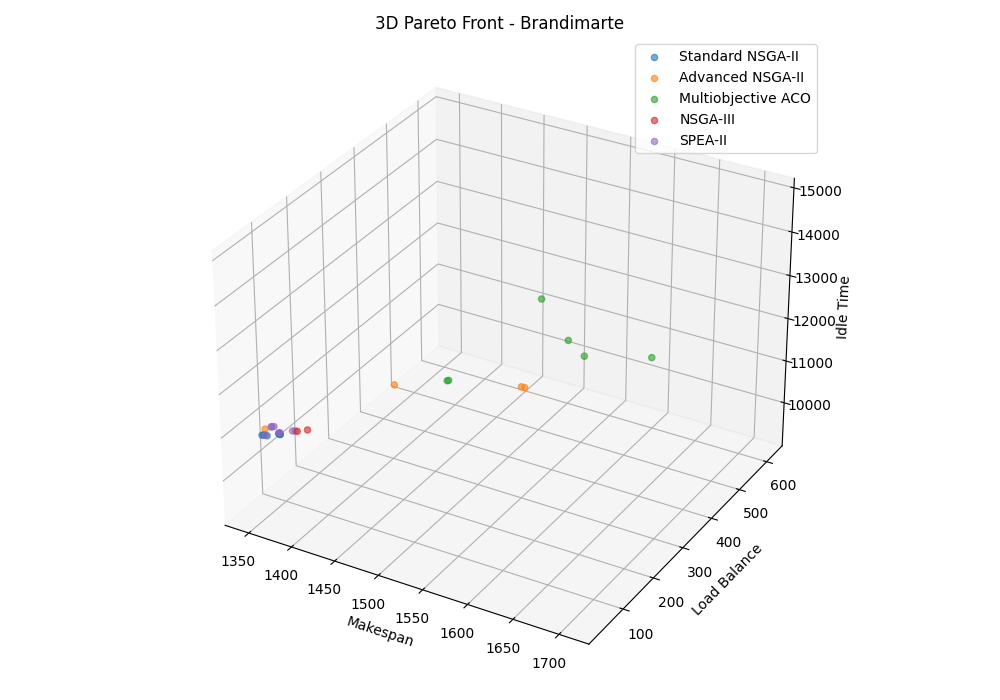 3D Pareto Front - Brandimarte
Standard NSGA-II
Advanced NSGA-II
Multiobjective ACO
NSGA-III
SPEA-II
15000
14000
13000
12000
11000
10000
Idle Time
600
500
400
300
200
100
Load Balance
1350
1400
1450
1500
1550
1600
1650
1700
Makespan